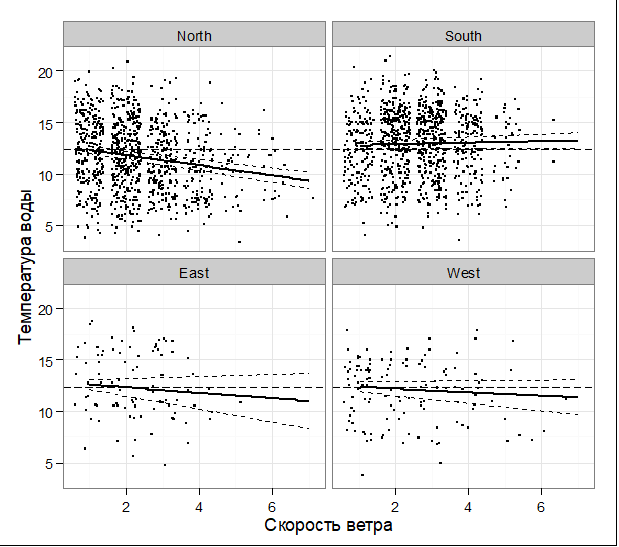 North South
20
15
10
5
East West
20
15
10
5
2 4 6 2 4 6
Температура воды
Скорость ветра